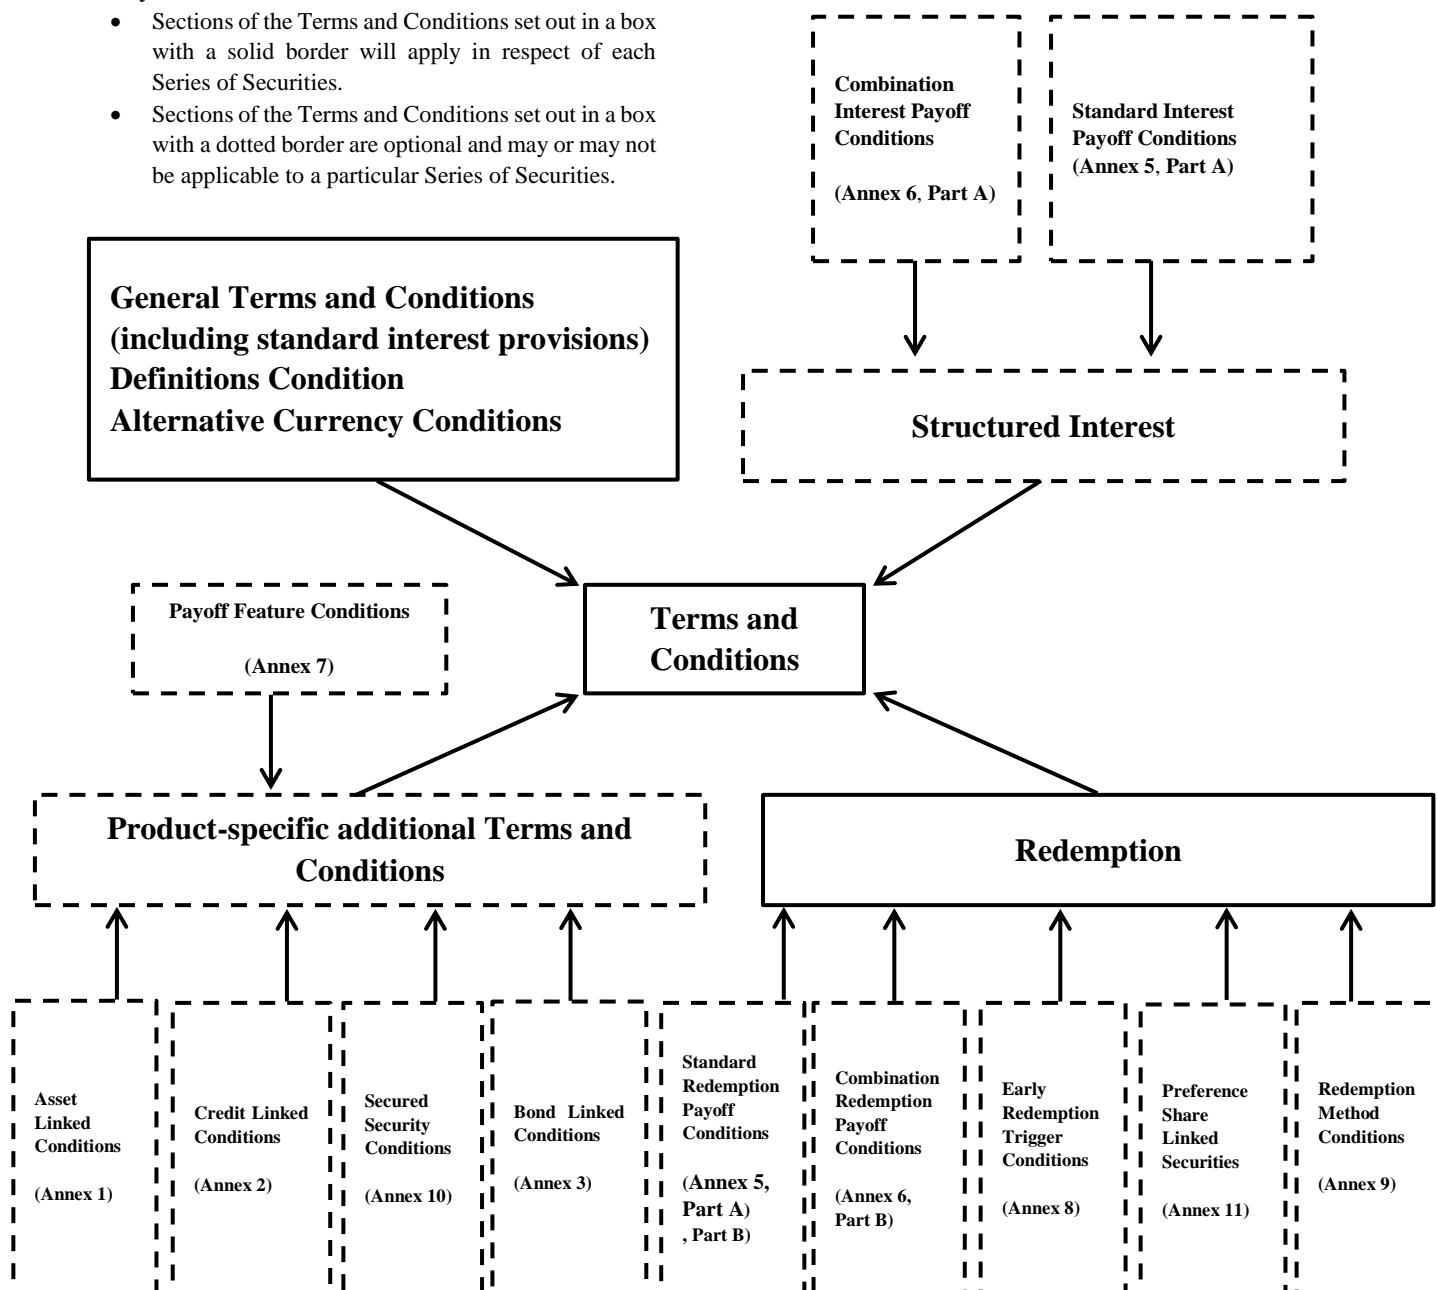 • Sections of the Terms and Conditions set out in a box
with a solid border will apply in respect of each
Series of Securities.
• Sections of the Terms and Conditions set out in a box
with a dotted border are optional and may or may not
be applicable to a particular Series of Securities.
Combination
Interest Payoff
Conditions
(Annex 6, Part A)
Standard Interest
Payoff Conditions
(Annex 5, Part A)
General Terms and Conditions
(including standard interest provisions)
Definitions Condition
Alternative Currency Conditions
Structured Interest
Payoff Feature Conditions
(Annex 7)
Terms and
Conditions
Product-specific additional Terms and
Conditions
Redemption
Asset
Linked
Conditions
(Annex 1)
Credit Linked
Conditions
(Annex 2)
Secured
Security
Conditions
(Annex 10)
Bond Linked
Conditions
(Annex 3)
Standard
Redemption
Payoff
Conditions
(Annex 5,
Part A)
, Part B)
Combination
Redemption
Payoff
Conditions
(Annex 6,
Part B)
Early
Redemption
Trigger
Conditions
(Annex 8)
Preference
Share
Linked
Securities
(Annex 11)
Redemption
Method
Conditions
(Annex 9)